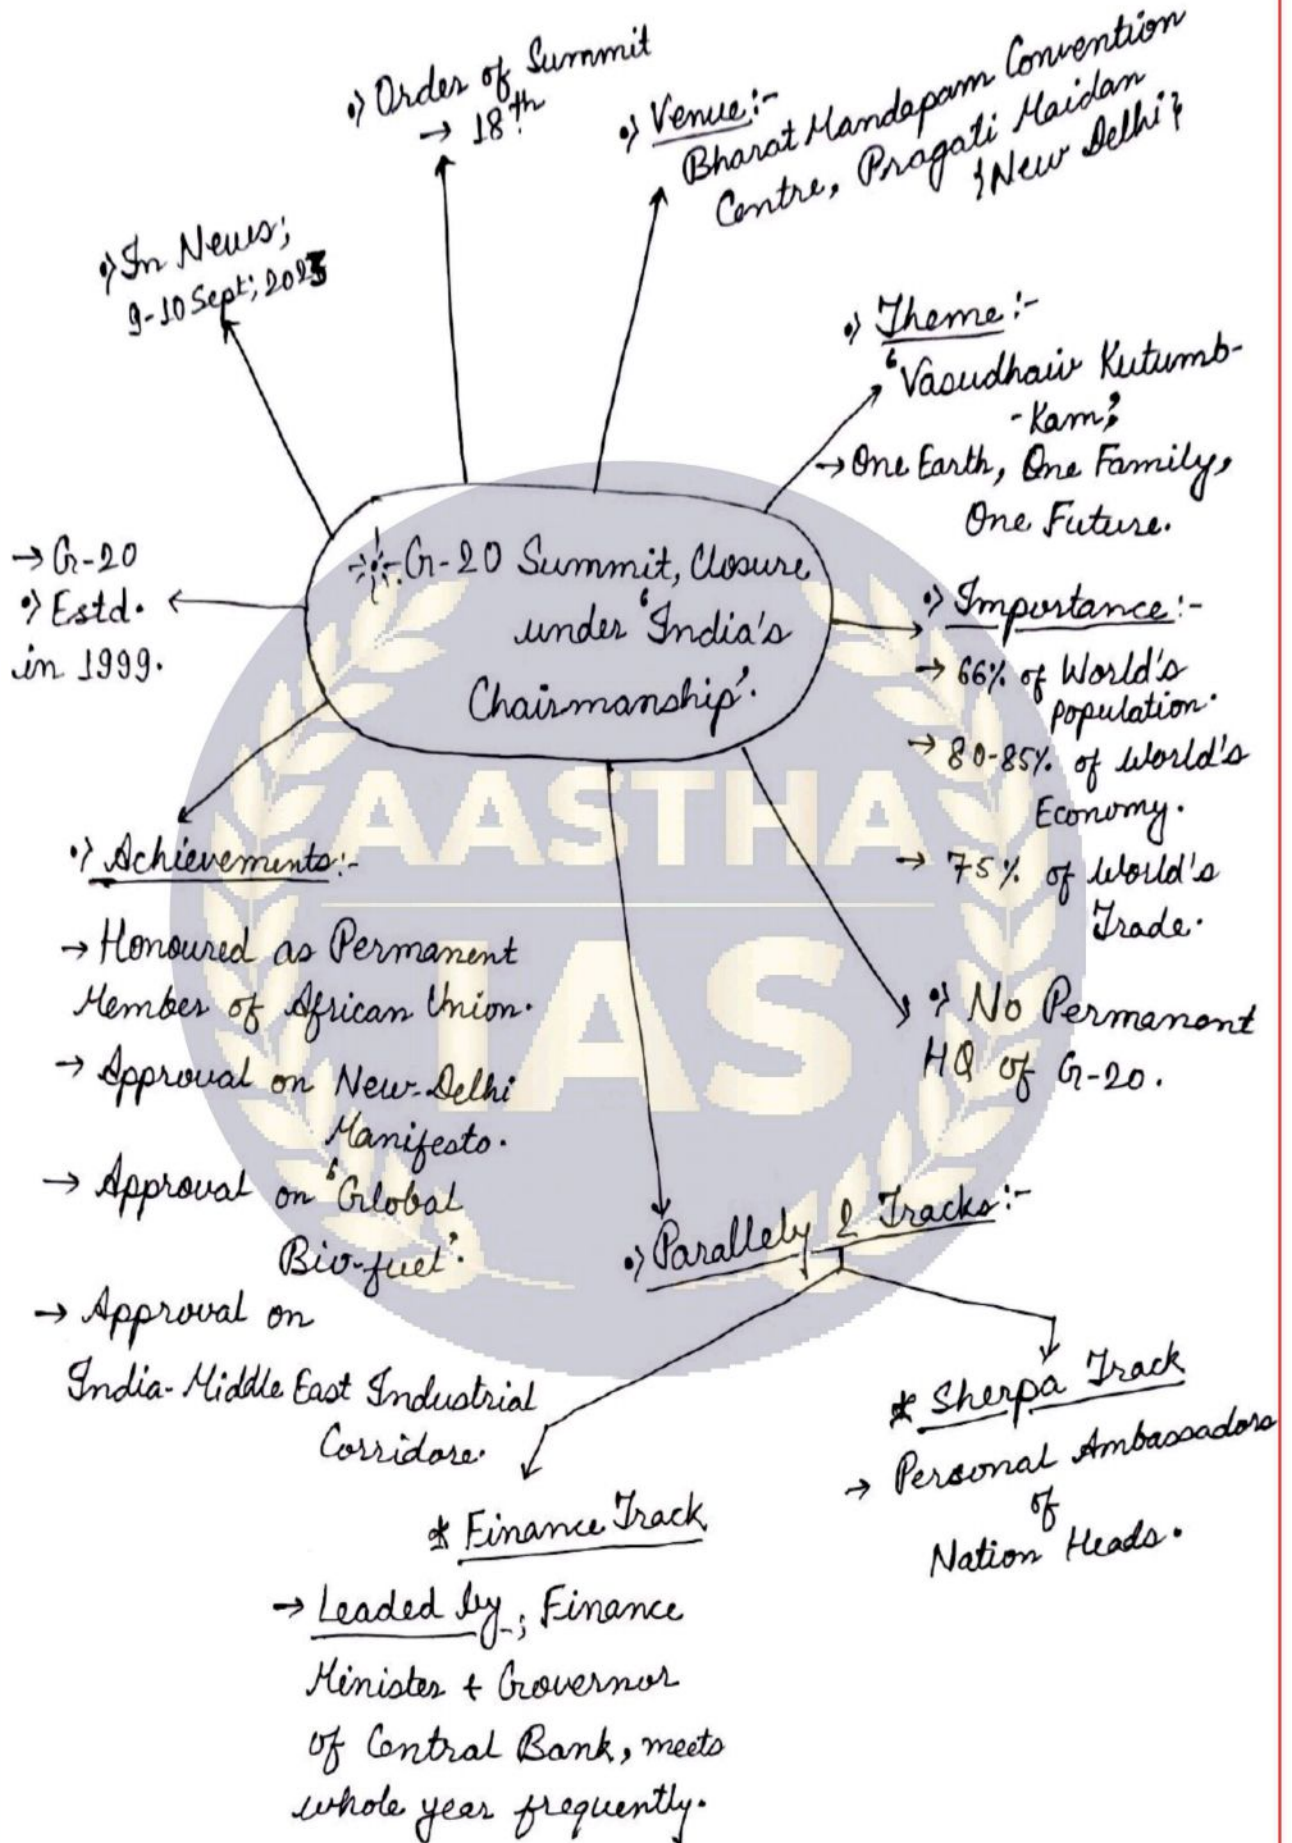 •) Order of Summit
→ 18th
•) Venue:-
Bharat Mandapam Convention
Centre, Pragati Maidan
{New Delhi}
•) In News;
9-10 Sept; 2023
•) Theme:-
'Vasudhaiv Kutumb-
-Kam'
→ One Earth, One Family,
One Future.
G-20 Summit, Closure
under 'India's
Chairmanship'.
→ G-20
•) Estd.
in 1999.
•) Importance:-
→ 66% of World's
population.
→ 80-85% of World's
Economy.
→ 75% of World's
Trade.
•) Achievements:-
→ Honoured as Permanent
Member of African Union.
→ Approval on New-Delhi
Manifesto.
→ Approval on 'Global
Bio-fuel'.
→ Approval on
India-Middle East Industrial
Corridore.
•) No Permanant
HQ of G-20.
•) Parallely 2 Tracks:-
* Sherpa Track
→ Personal Ambassadors
of
Nation Heads.
* Finance Track
→ Leaded by; Finance
Minister + Governor
of Central Bank, meets
whole year frequently.
AASTHA
IAS